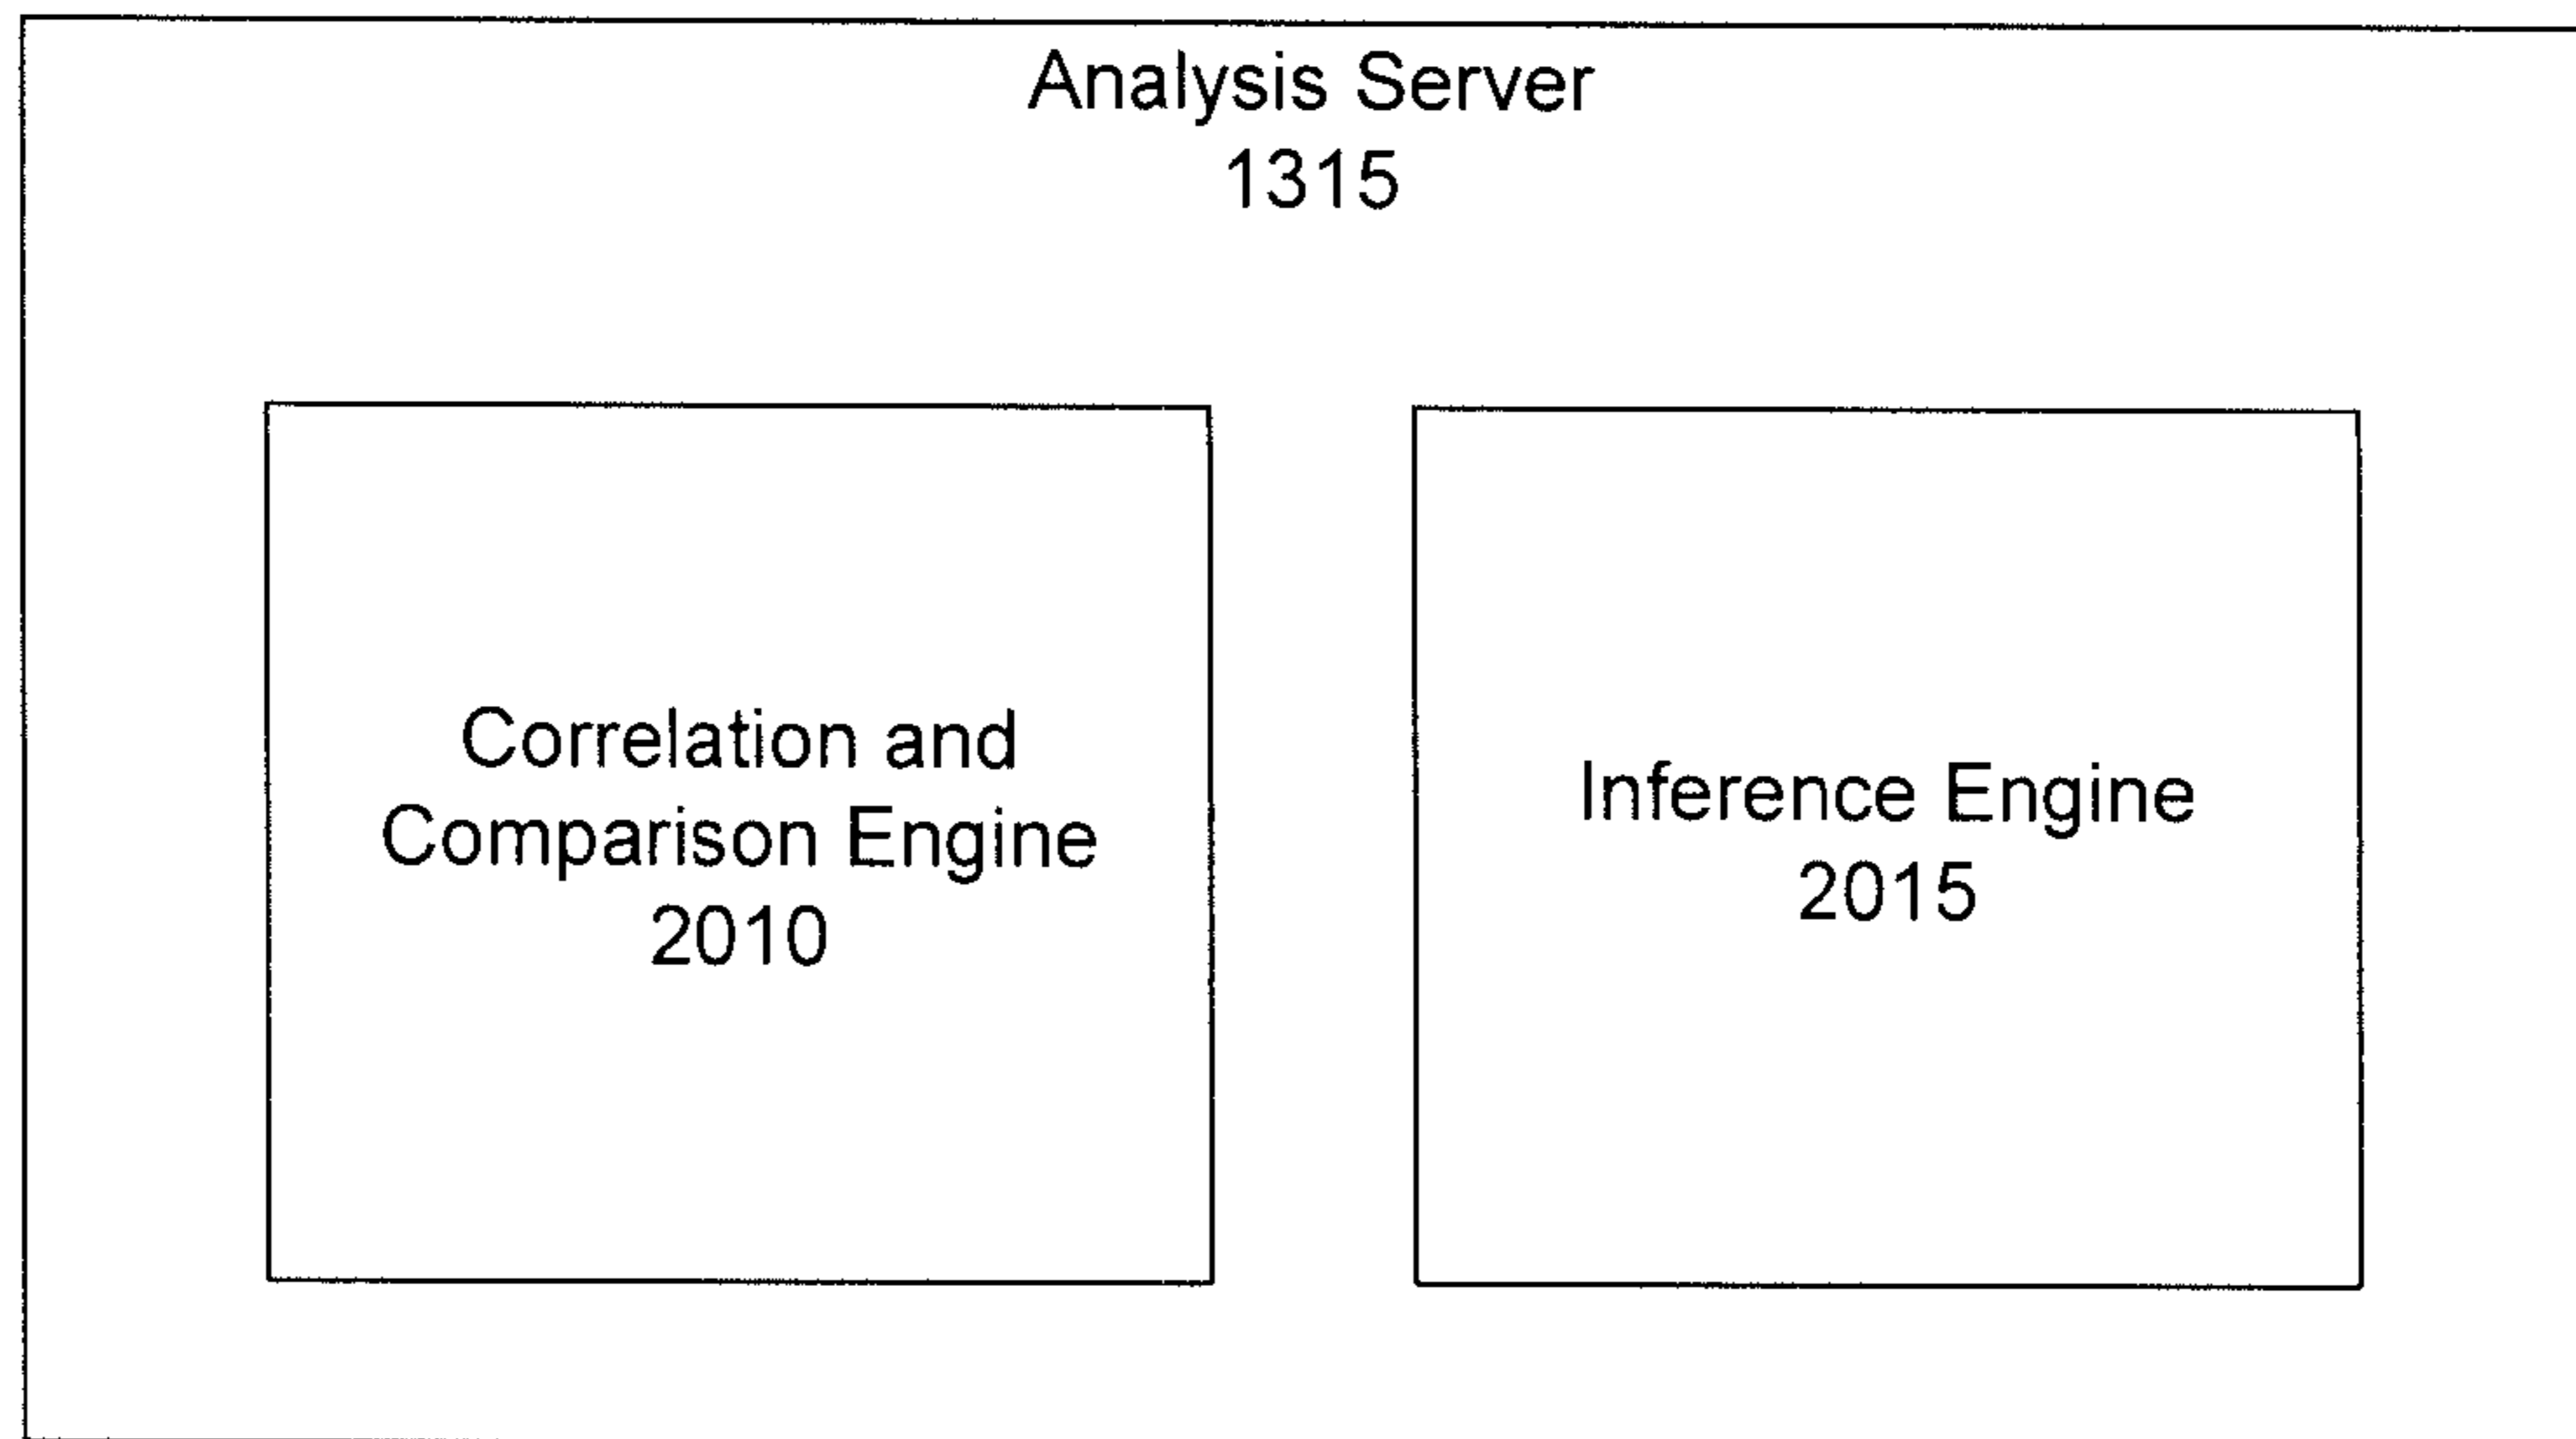 Analysis Server
1315
Correlation and
Comparison Engine
2010
Inference Engine
2015